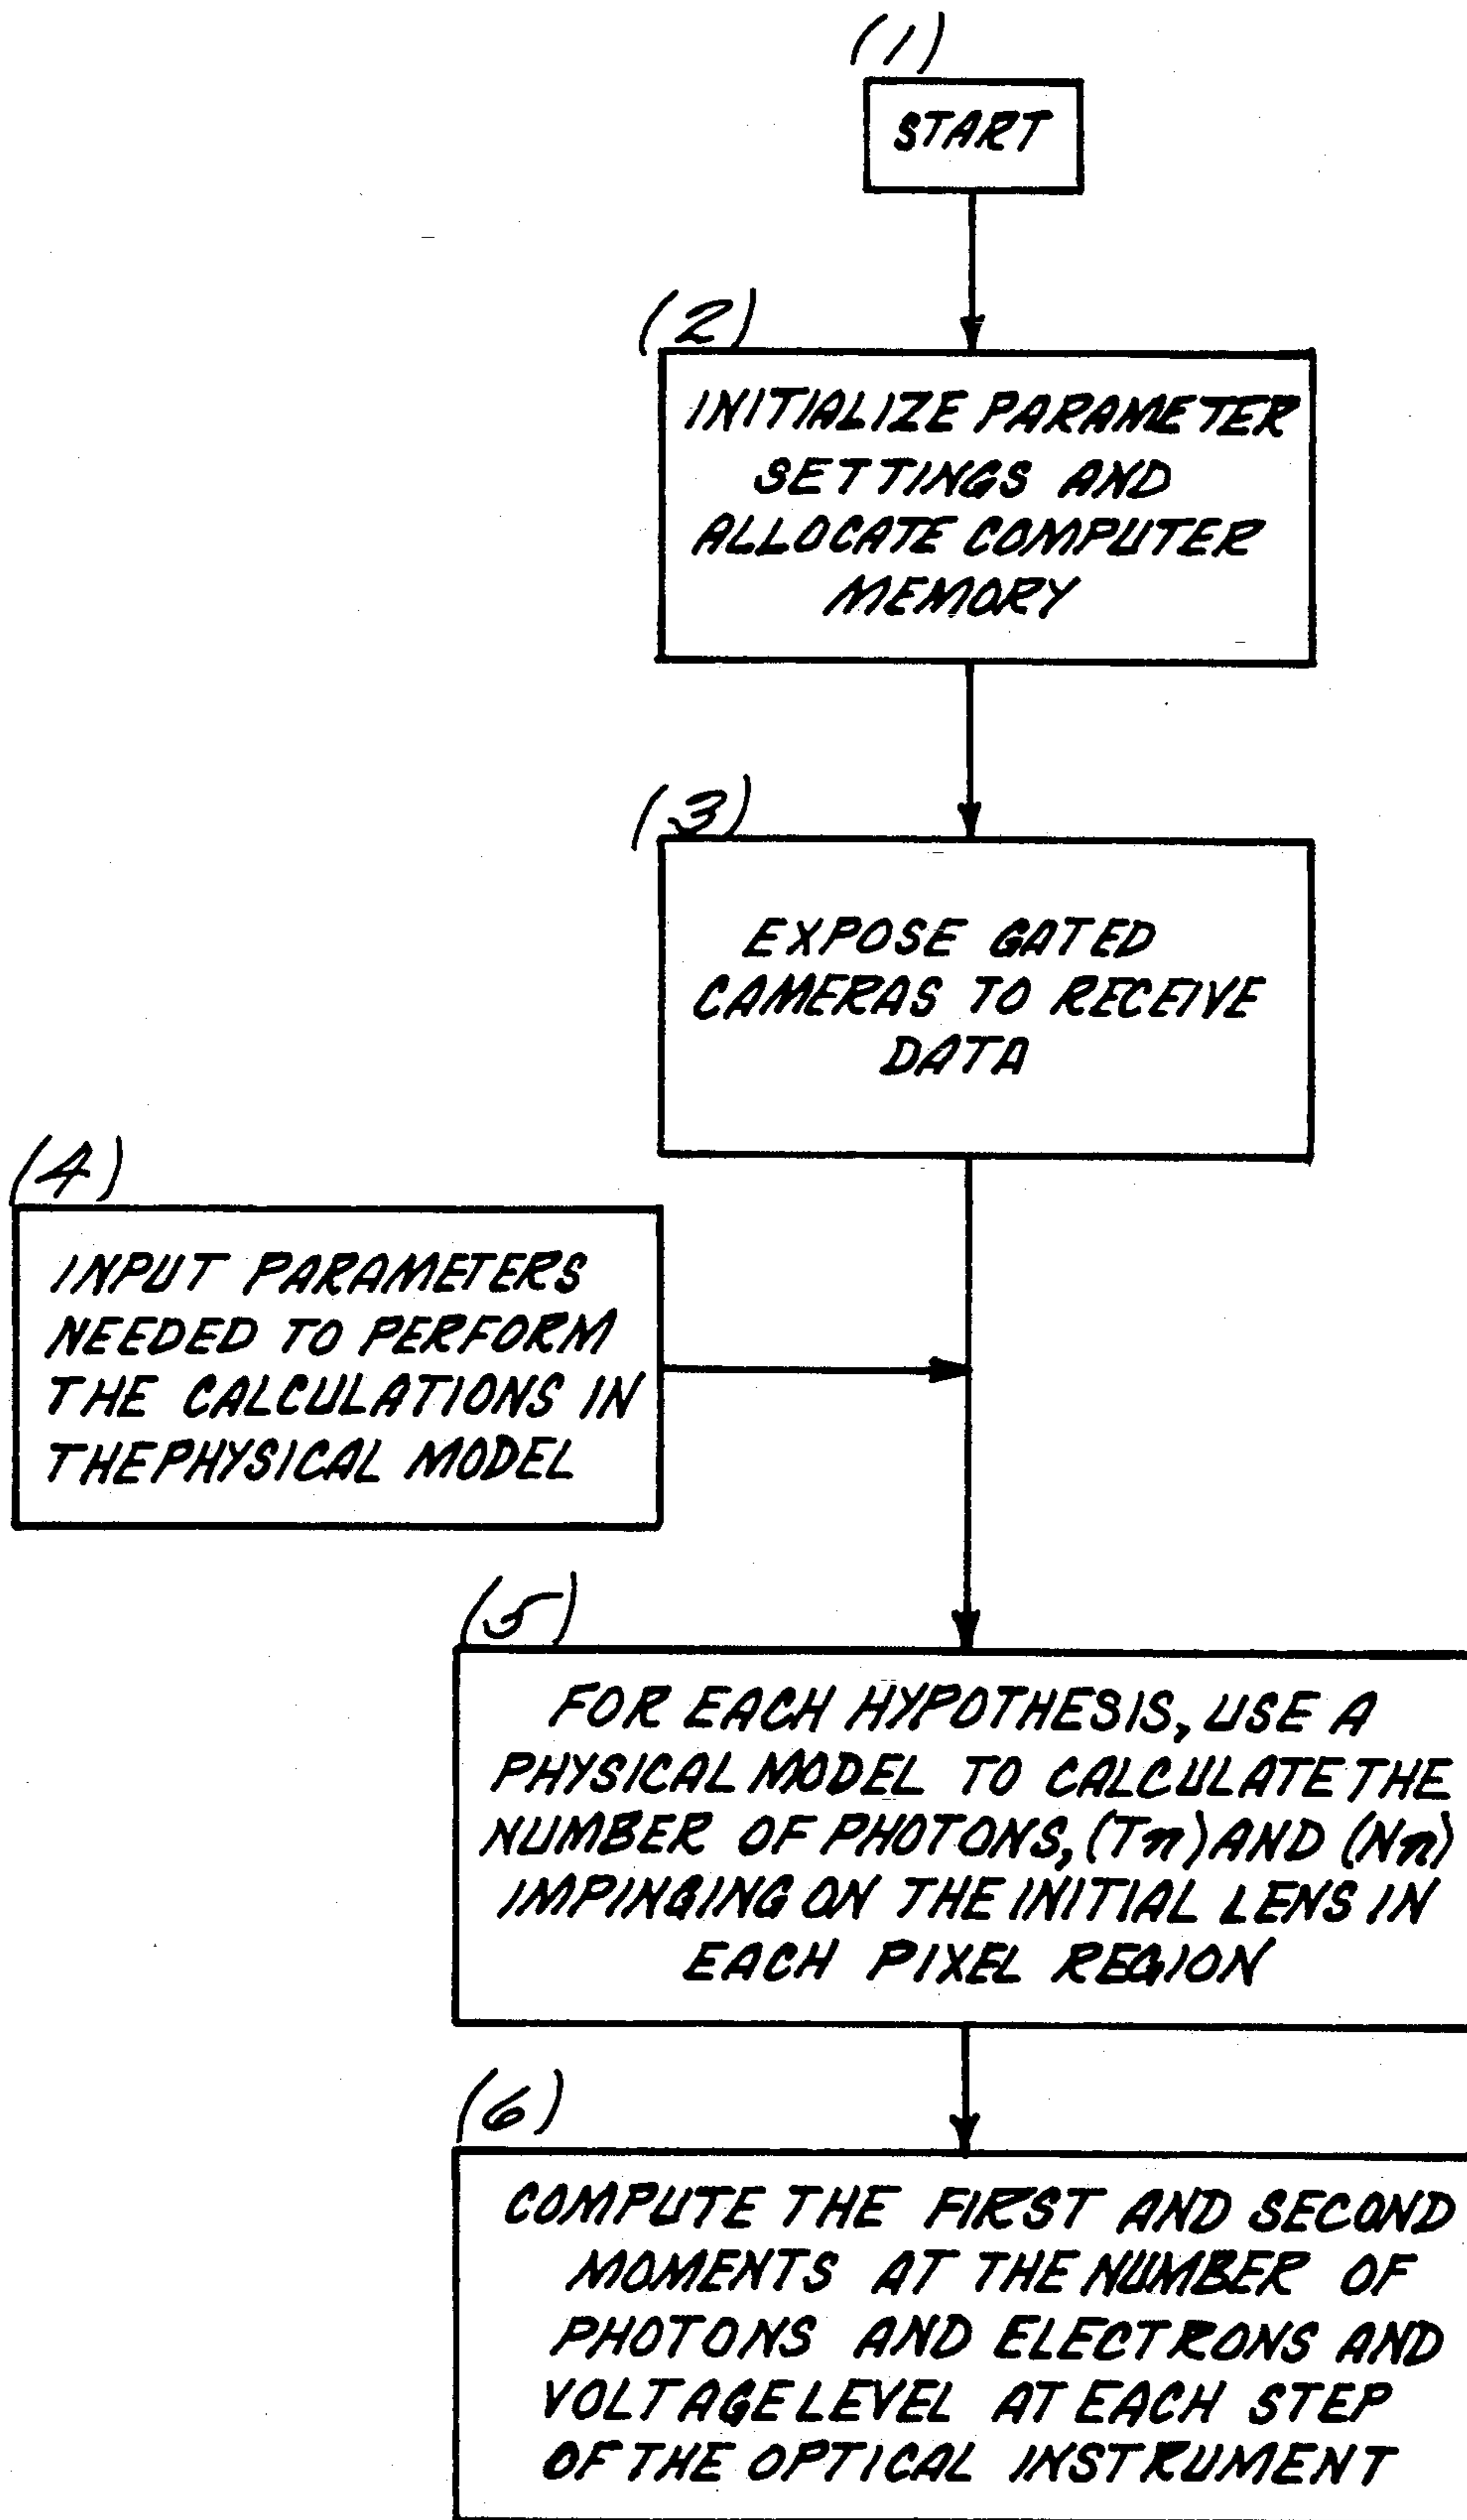 (1)
START
(2)
INITIALIZE PARAMETER
SETTINGS AND
ALLOCATE COMPUTER
MEMORY
(3)
EXPOSE GATED
CAMERAS TO RECEIVE
DATA
(4)
INPUT PARAMETERS
NEEDED TO PERFORM
THE CALCULATIONS IN
THEPHYSICAL MODEL
(5)
FOR EACH HYPOTHESIS, USE A
PHYSICAL MODEL TO CALCULATE THE
NUMBER OF PHOTONS, (Tn) AND (Nn)
IMPINGING ON THE INITIAL LENS IN
EACH PIXEL REGION
(6)
COMPUTE THE FIRST AND SECOND
MOMENTS AT THE NUMBER OF
PHOTONS AND ELECTRONS AND
VOLTAGE LEVEL AT EACH STEP
OF THE OPTICAL INSTRUMENT